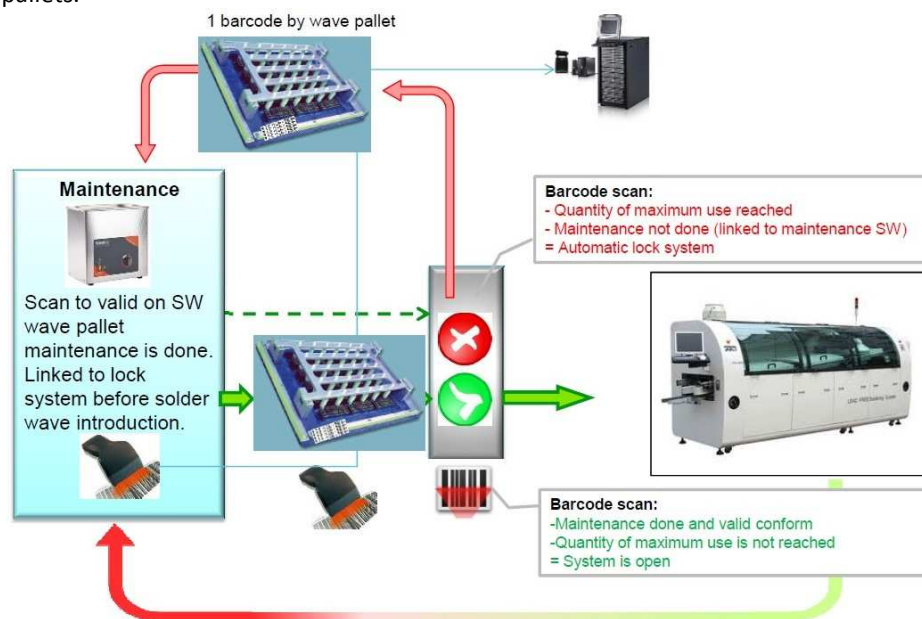 pallets.
1 barcode by wave pallet
Maintenance
Scan to valid on SW
wave pallet
maintenance is done.
Linked to lock
system before solder
wave introduction.
Barcode scan:
- Quantity of maximum use reached
- Maintenance not done (linked to maintenance SW)
= Automatic lock system
Barcode scan:
-Maintenance done and valid conform
-Quantity of maximum use is not reached
= System is open